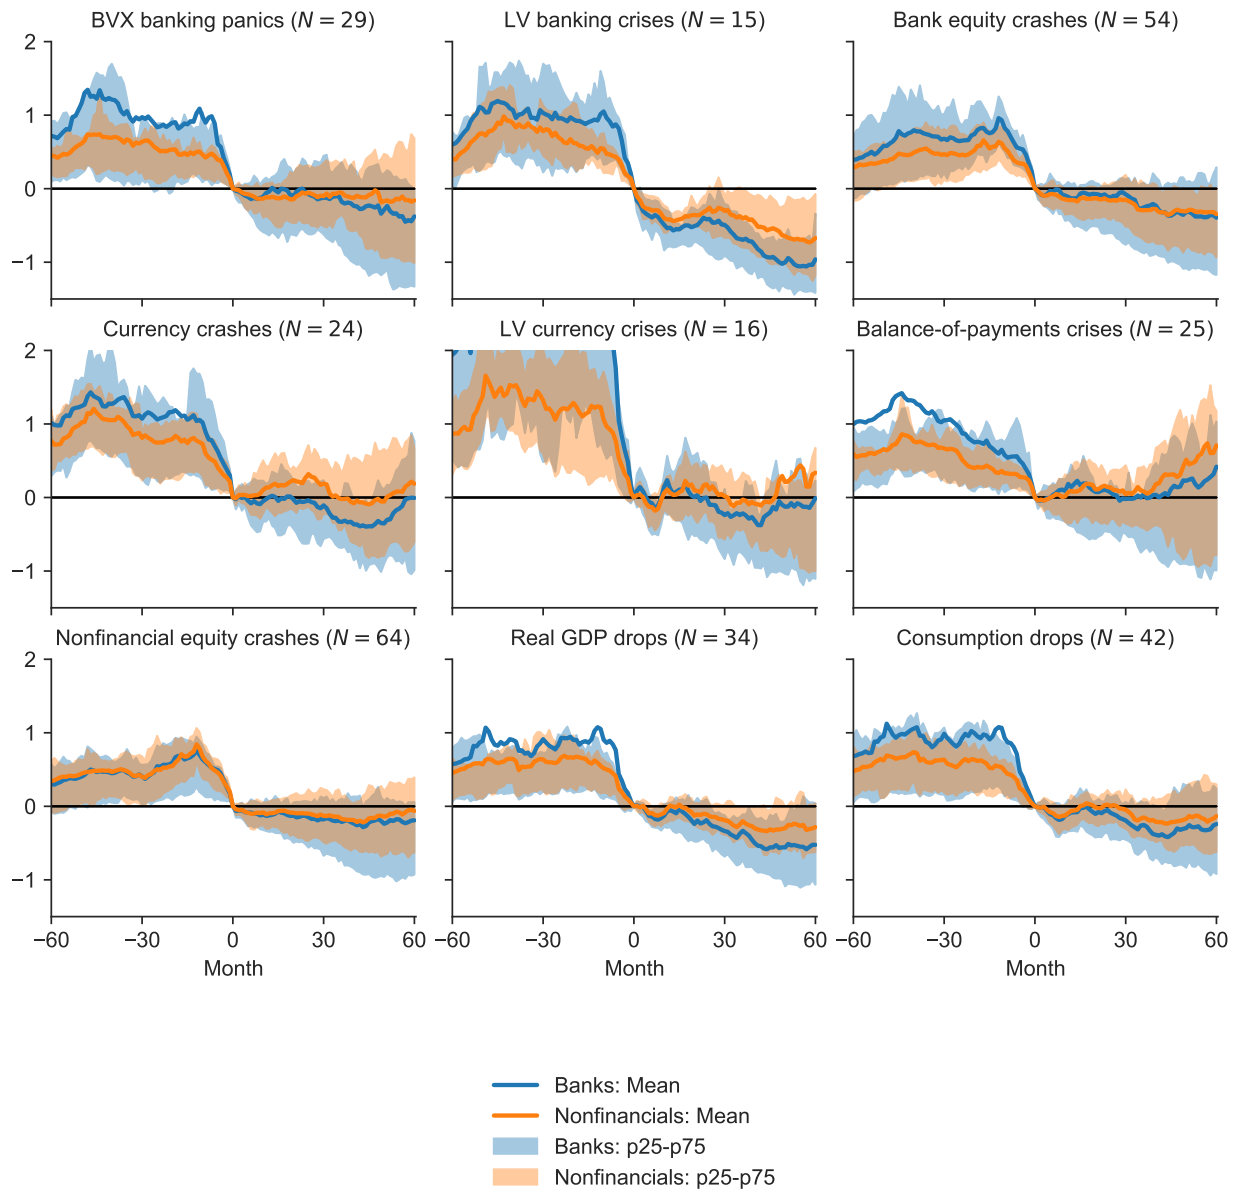 BVX banking panics (N = 29)
LV banking crises (N = 15)
Bank equity crashes (N = 54)
2
1
0
−1
Currency crashes (N = 24)
LV currency crises (N = 16)
Balance-of-payments crises (N = 25)
2
1
0
−1
Nonfinancial equity crashes (N = 64)
Real GDP drops (N = 34)
Consumption drops (N = 42)
2
1
0
−1
−60 −30 0 30 60
−60 −30 0 30 60
−60 −30 0 30 60
Month
Month
Month
Banks: Mean
Nonfinancials: Mean
Banks: p25-p75
Nonfinancials: p25-p75